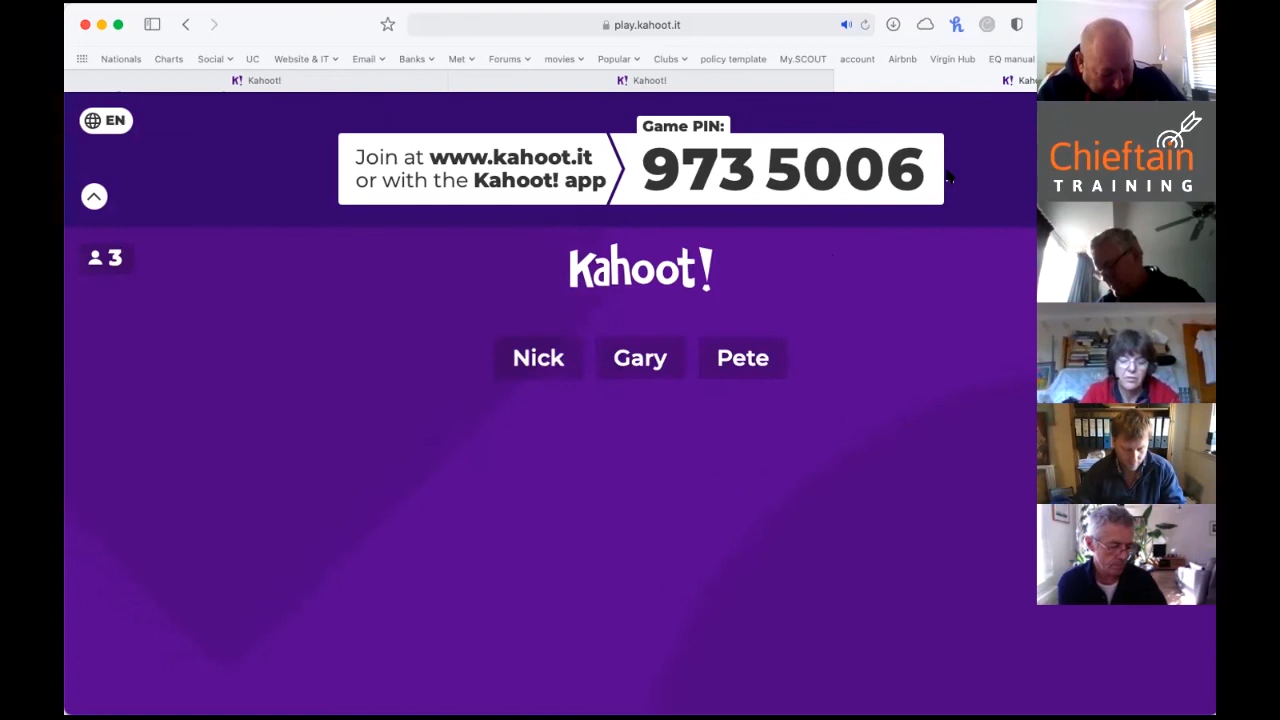 play.kahoot.it
Nationals Charts Social UC Website & IT Email Banks Met Forums movies Popular Clubs policy template My.SCOUT account Airbnb Virgin Hub EQ manual
Kahoot! Kahoot!
EN
Game PIN:
Join at www.kahoot.it
or with the Kahoot! app
973 5006
3
Kahoot!
Nick Gary Pete
Chieftain
TRAINING